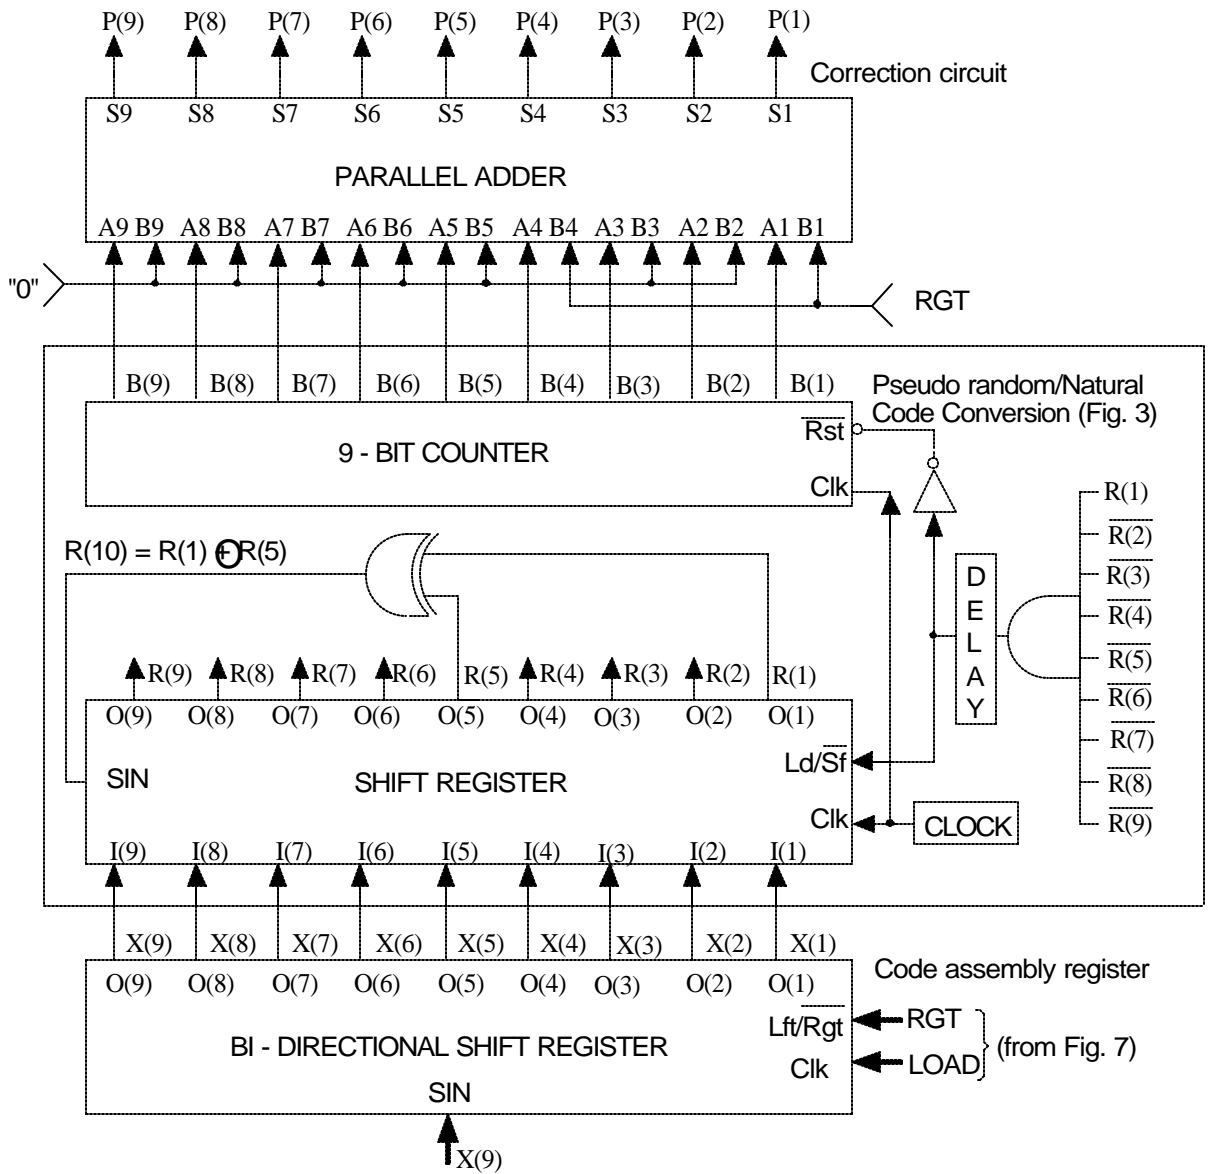 P(9) P(8) P(7) P(6) P(5) P(4) P(3) P(2) P(1)
Correction circuit
S9 S8 S7 S6 S5 S4 S3 S2 S1
PARALLEL ADDER
A9 B9 A8 B8 A7 B7 A6 B6 A5 B5 A4 B4 A3 B3 A2 B2 A1 B1
"0"
RGT
B(9) B(8) B(7) B(6) B(5) B(4) B(3) B(2) B(1)
Pseudo random/Natural
Code Conversion (Fig. 3)
R̅s̅t̅
9 - BIT COUNTER
Clk
R(1)
R̅(̅2̅)̅
R̅(̅3̅)̅
R̅(̅4̅)̅
R̅(̅5̅)̅
R̅(̅6̅)̅
R̅(̅7̅)̅
R̅(̅8̅)̅
R̅(̅9̅)̅
D
E
L
A
Y
R(10) = R(1) ⊕ R(5)
R(9) R(8) R(7) R(6) R(5) R(4) R(3) R(2) R(1)
O(9) O(8) O(7) O(6) O(5) O(4) O(3) O(2) O(1)
Ld/S̅f̅
SIN SHIFT REGISTER
Clk
CLOCK
I(9) I(8) I(7) I(6) I(5) I(4) I(3) I(2) I(1)
X(9) X(8) X(7) X(6) X(5) X(4) X(3) X(2) X(1)
Code assembly register
O(9) O(8) O(7) O(6) O(5) O(4) O(3) O(2) O(1)
Lft/R̅g̅t̅ RGT
BI - DIRECTIONAL SHIFT REGISTER
(from Fig. 7)
Clk LOAD
SIN
X(9)